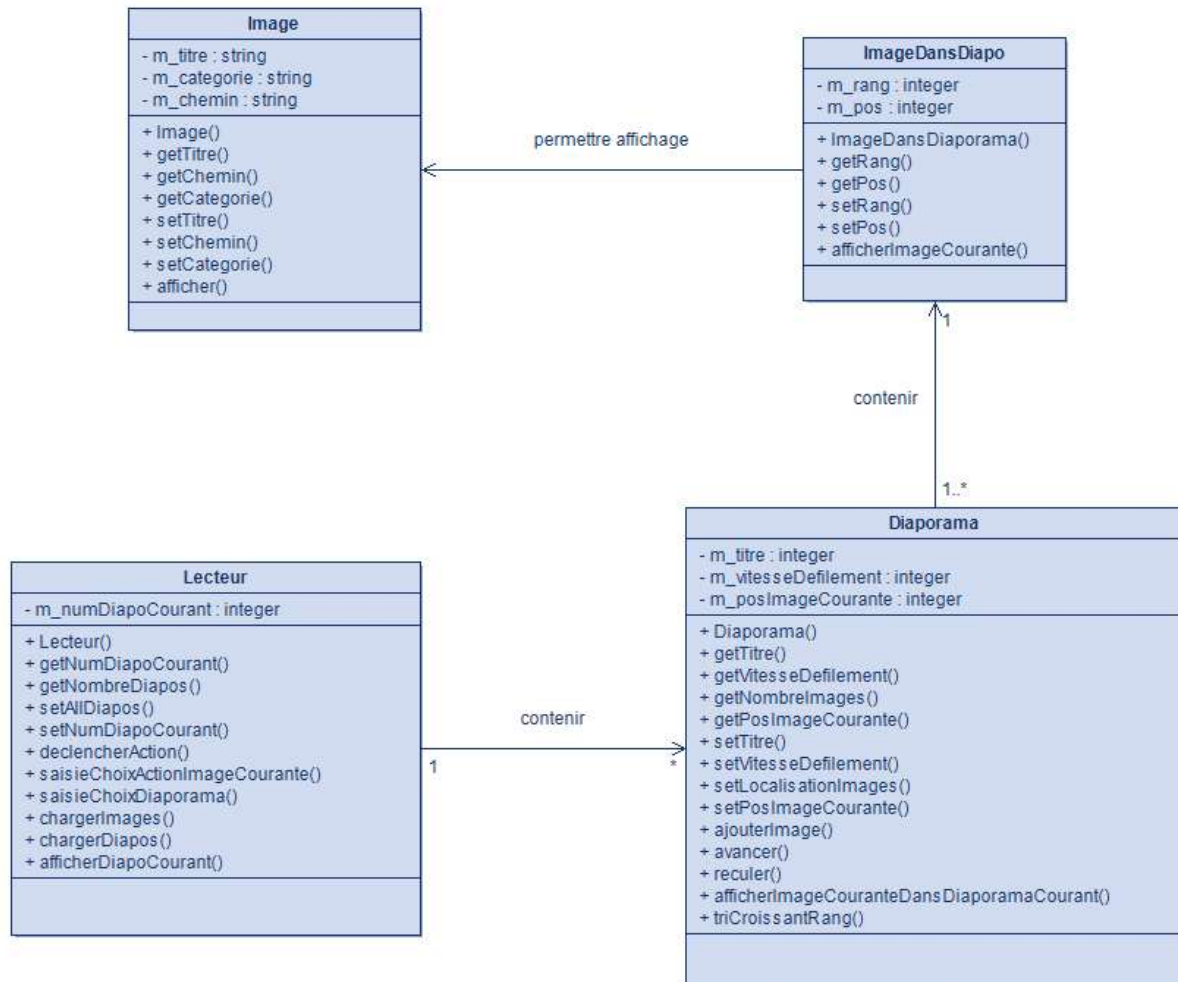 Image
- m_titre : string
- m_categorie : string
- m_chemin : string
+ Image()
+ getTitre()
+ getChemin()
+ getCategorie()
+ setTitre()
+ setChemin()
+ setCategorie()
+ afficher()
permettre affichage
ImageDansDiapo
- m_rang : integer
- m_pos : integer
+ ImageDansDiaporama()
+ getRang()
+ getPos()
+ setRang()
+ setPos()
+ afficherImageCourante()
1
contenir
1..*
Lecteur
- m_numDiapoCourant : integer
+ Lecteur()
+ getNumDiapoCourant()
+ getNombreDiapos()
+ setAllDiapos()
+ setNumDiapoCourant()
+ declencherAction()
+ saisieChoixActionImageCourante()
+ saisieChoixDiaporama()
+ chargerImages()
+ chargerDiapos()
+ afficherDiapoCourant()
contenir
1
*
Diaporama
- m_titre : integer
- m_vitesseDefilement : integer
- m_posImageCourante : integer
+ Diaporama()
+ getTitre()
+ getVitesseDefilement()
+ getNombreImages()
+ getPosImageCourante()
+ setTitre()
+ setVitesseDefilement()
+ setLocalisationImages()
+ setPosImageCourante()
+ ajouterImage()
+ avancer()
+ reculer()
+ afficherImageCouranteDansDiaporamaCourant()
+ triCroissantRang()